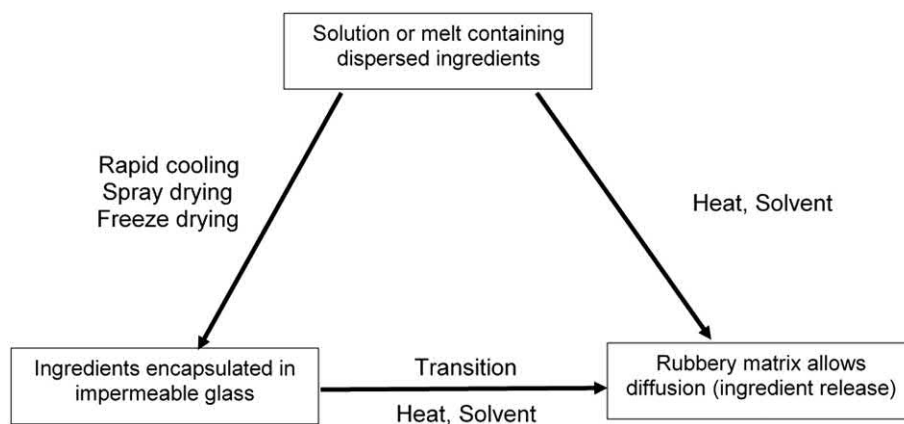 Solution or melt containing
dispersed ingredients
Rapid cooling
Spray drying
Freeze drying
Heat, Solvent
Ingredients encapsulated in
impermeable glass
Transition
Heat, Solvent
Rubbery matrix allows
diffusion (ingredient release)